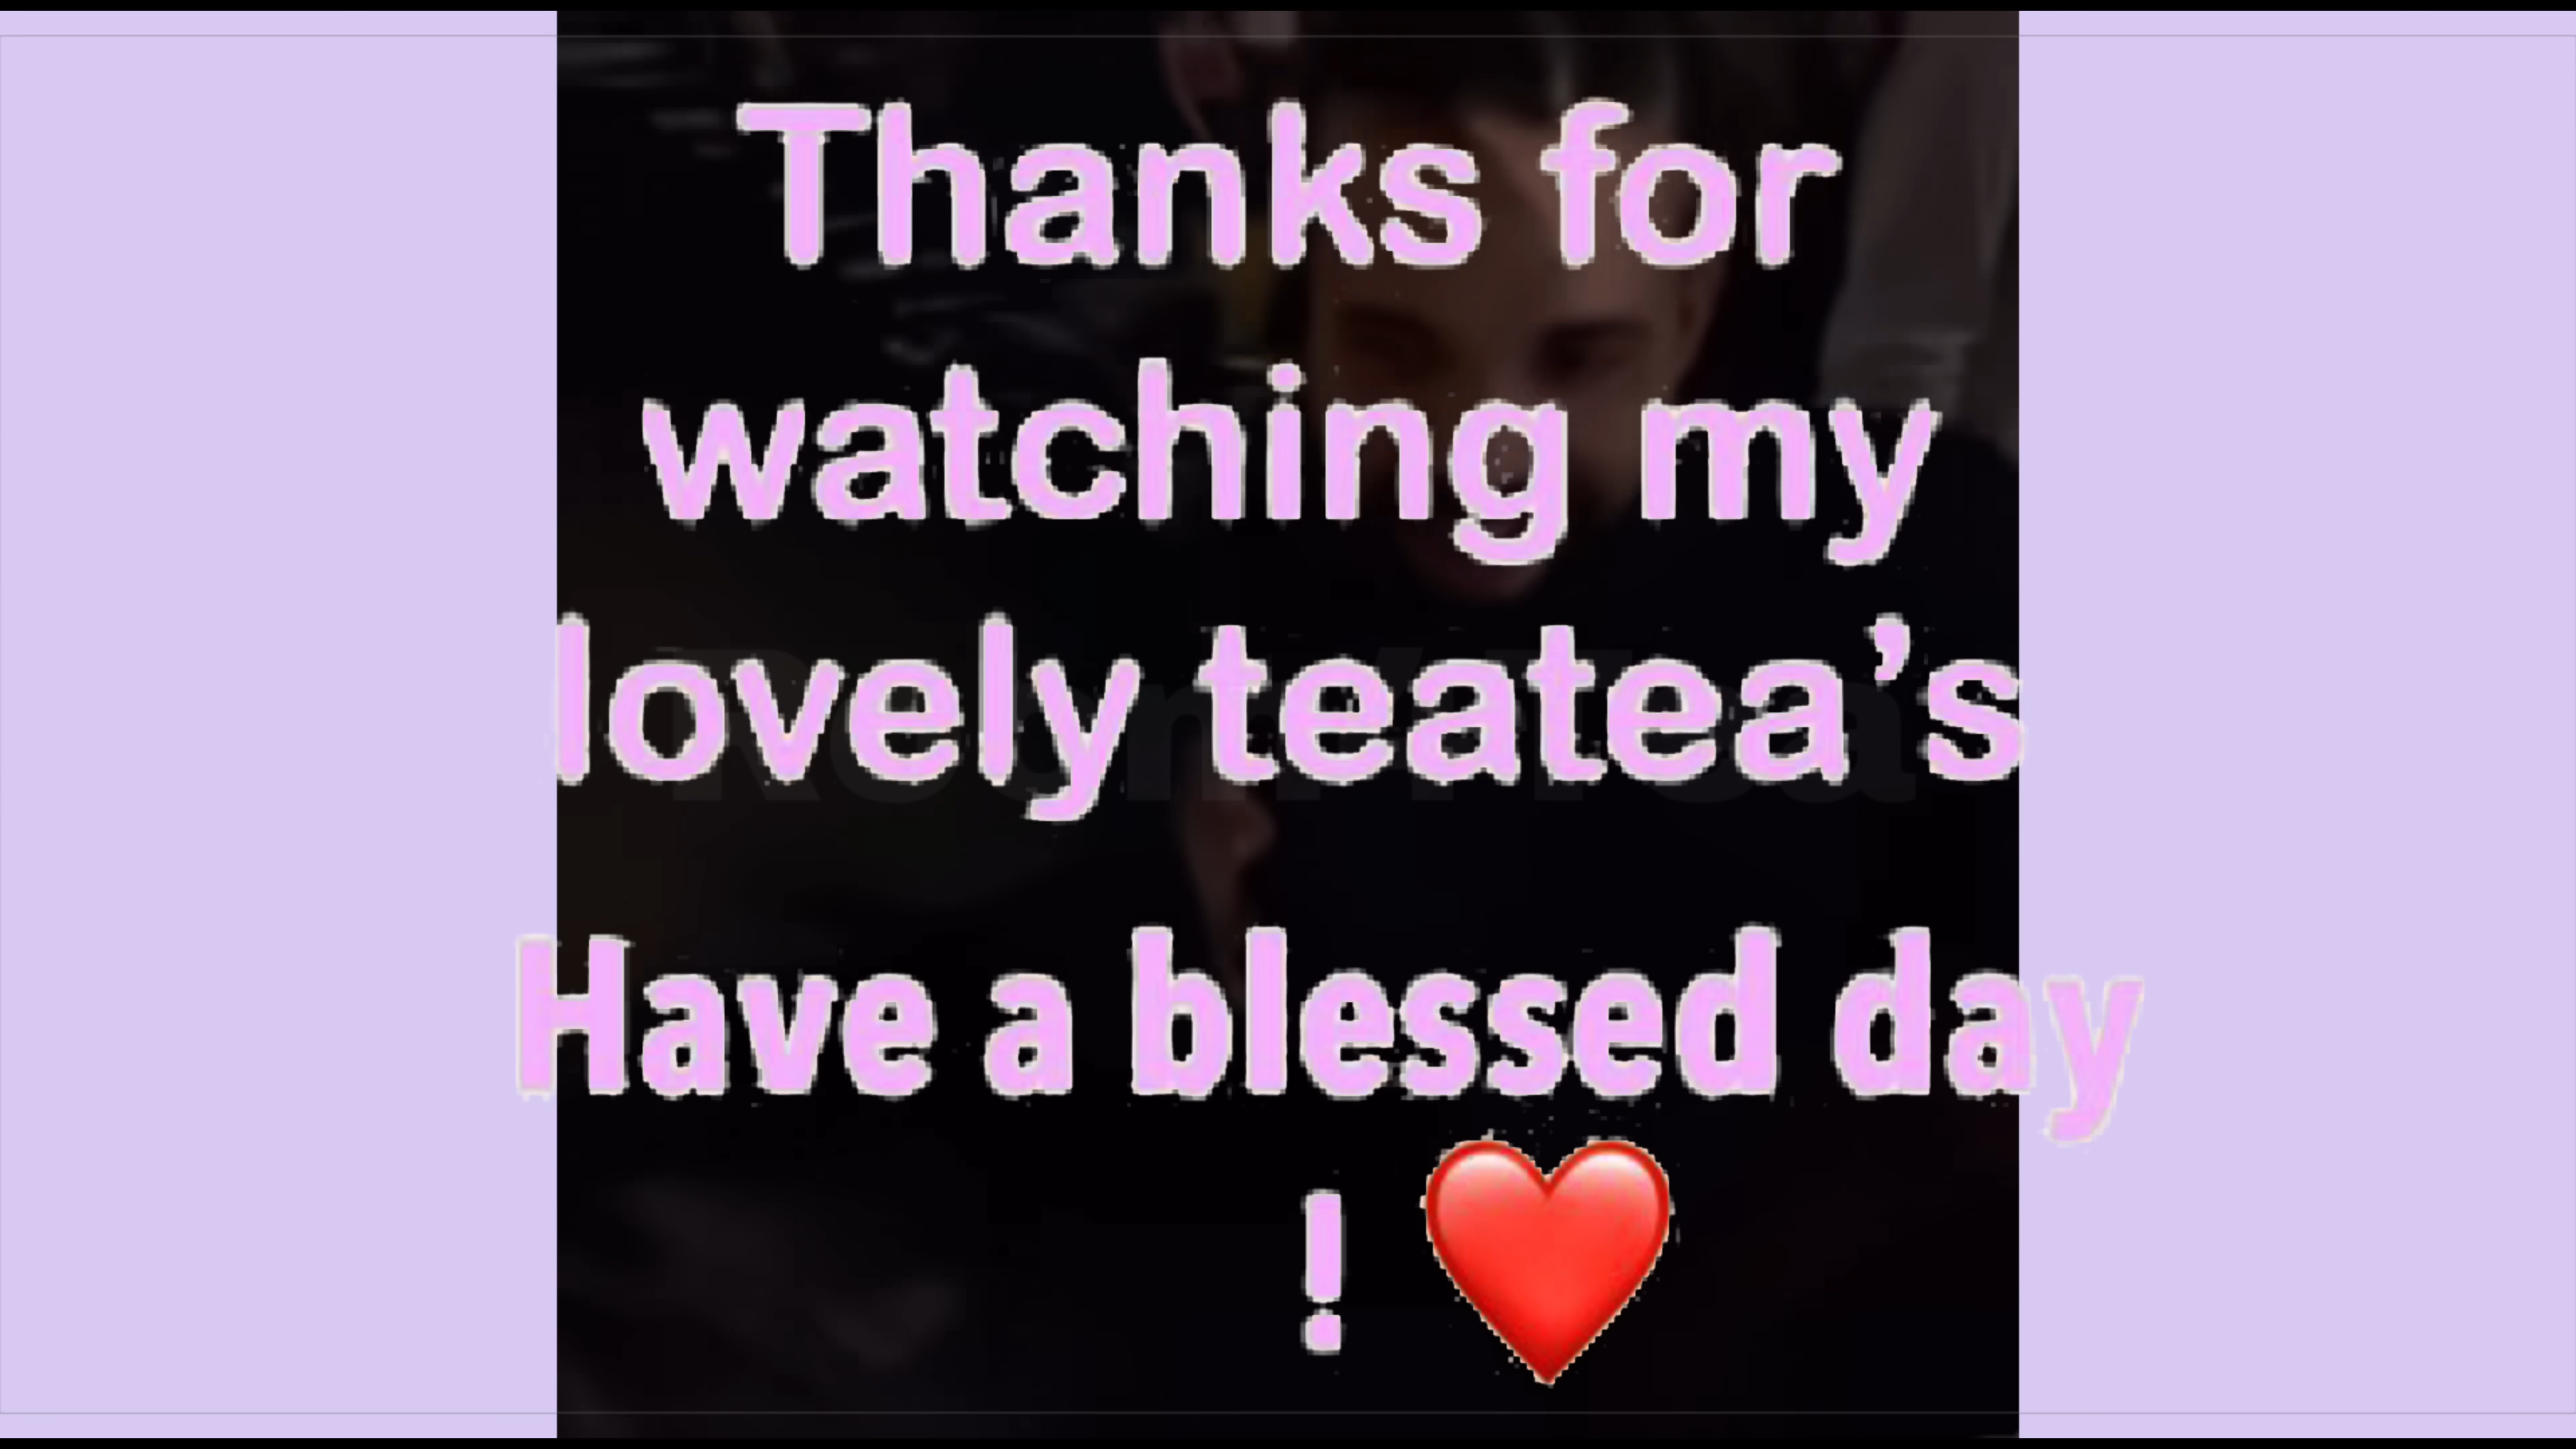 Thanks for
watching my
lovely teatea’s
Have a blessed day
! ❤️